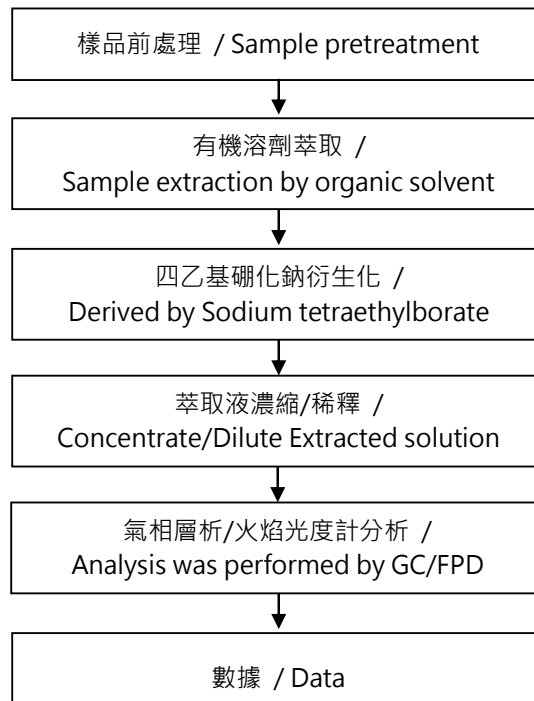 樣品前處理 / Sample pretreatment
有機溶劑萃取 /
Sample extraction by organic solvent
四乙基硼化鈉衍生化 /
Derived by Sodium tetraethylborate
萃取液濃縮/稀釋 /
Concentrate/Dilute Extracted solution
氣相層析/火焰光度計分析 /
Analysis was performed by GC/FPD
數據 / Data